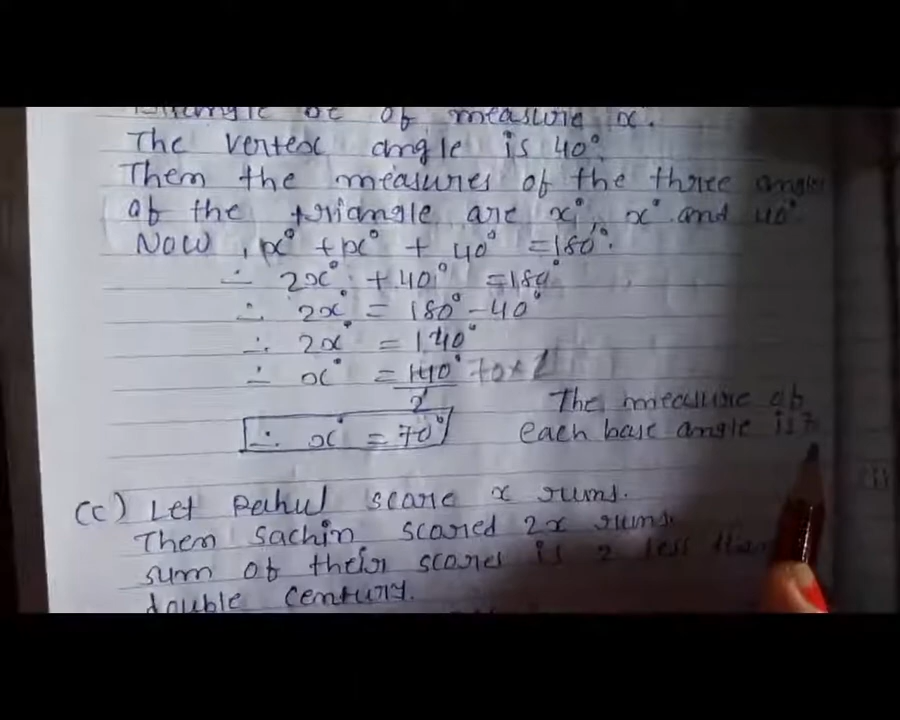 of measure x°.
The vertex angle is 40°.
Then the measures of the three angles
of the triangle are x°, x° and 40°
Now, x° + x° + 40° = 180°.
∴ 2x° + 40° = 180°
∴ 2x° = 180° - 40°
∴ 2x° = 140°
∴ x° = 140°
2
∴ x° = 70°
The measure of
each base angle is 7
(c) Let Rahul score x runs.
Then Sachin scored 2x runs.
sum of their scores is 2 less than
double century.